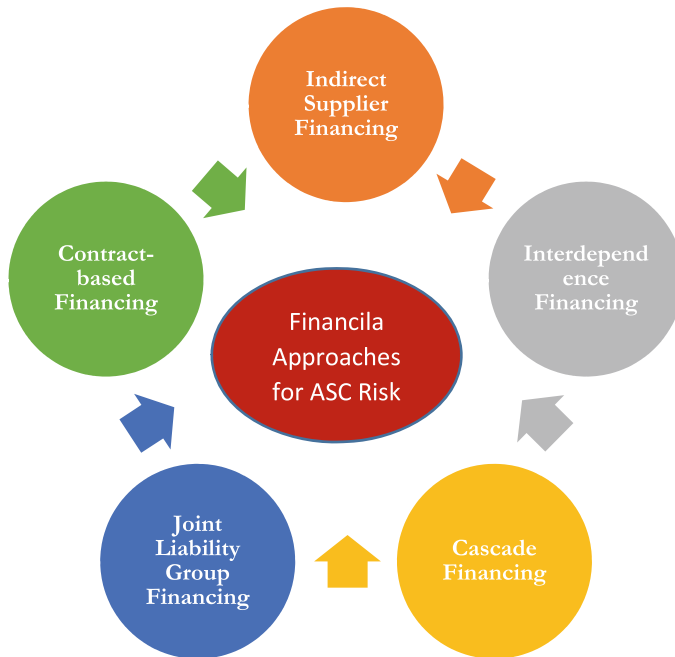 Indirect
Supplier
Financing
Contract-
based
Financing
Interdepend
ence
Financing
Financila
Approaches
for ASC Risk
Joint
Liability
Group
Financing
Cascade
Financing